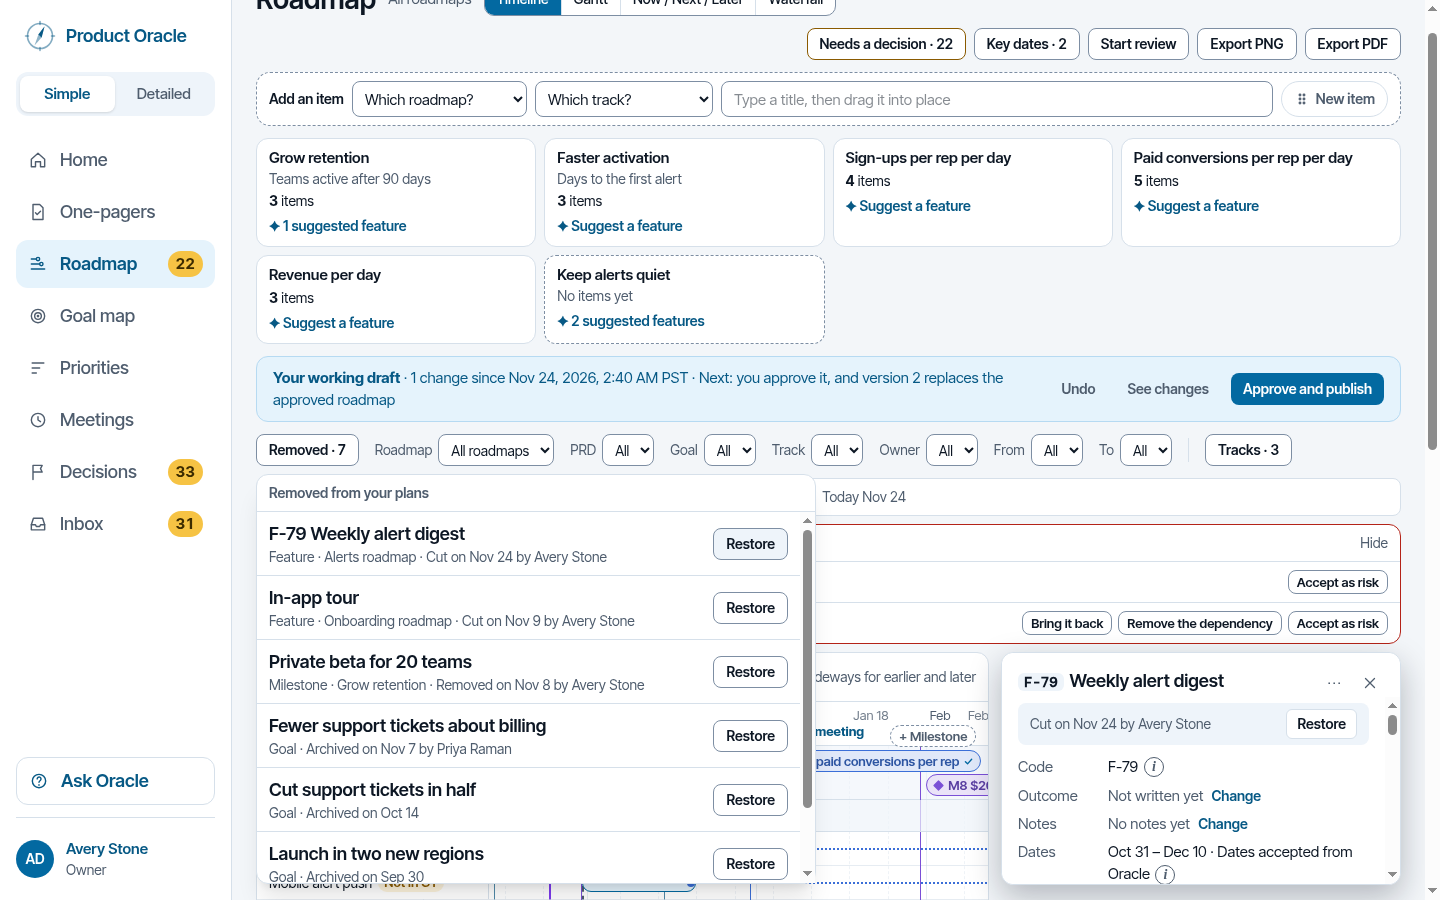 Product Oracle
Simple
Detailed
Home
One-pagers
Roadmap
22
Goal map
Priorities
Meetings
Decisions
33
Inbox
31
Ask Oracle
AD
Avery Stone
Owner
Roadmap
All roadmaps
Timeline
Gantt
Now / Next / Later
Waterfall
Needs a decision · 22
Key dates · 2
Start review
Export PNG
Export PDF
Add an item
Which roadmap?
Which track?
Type a title, then drag it into place
New item
Grow retention
Teams active after 90 days
3 items
1 suggested feature
Faster activation
Days to the first alert
3 items
Suggest a feature
Sign-ups per rep per day
4 items
Suggest a feature
Paid conversions per rep per day
5 items
Suggest a feature
Revenue per day
3 items
Suggest a feature
Keep alerts quiet
No items yet
2 suggested features
Your working draft · 1 change since Nov 24, 2026, 2:40 AM PST · Next: you approve it, and version 2 replaces the
approved roadmap
Undo
See changes
Approve and publish
Removed · 7
Roadmap
All roadmaps
PRD
All
Goal
All
Track
All
Owner
All
From
All
To
All
Tracks · 3
Removed from your plans
F-79 Weekly alert digest
Feature · Alerts roadmap · Cut on Nov 24 by Avery Stone
Restore
In-app tour
Feature · Onboarding roadmap · Cut on Nov 9 by Avery Stone
Restore
Private beta for 20 teams
Milestone · Grow retention · Removed on Nov 8 by Avery Stone
Restore
Fewer support tickets about billing
Goal · Archived on Nov 7 by Priya Raman
Restore
Cut support tickets in half
Goal · Archived on Oct 14
Restore
Launch in two new regions
Goal · Archived on Sep 30
Restore
Today Nov 24
Hide
Accept as risk
Bring it back
Remove the dependency
Accept as risk
deways for earlier and later
Jan 18
Feb
Feb
meeting
+ Milestone
paid conversions per rep
M8 $20
Mobile alert push
F-79 Weekly alert digest
Cut on Nov 24 by Avery Stone
Restore
Code
F-79
Outcome
Not written yet
Change
Notes
No notes yet
Change
Dates
Oct 31 – Dec 10 · Dates accepted from
Oracle